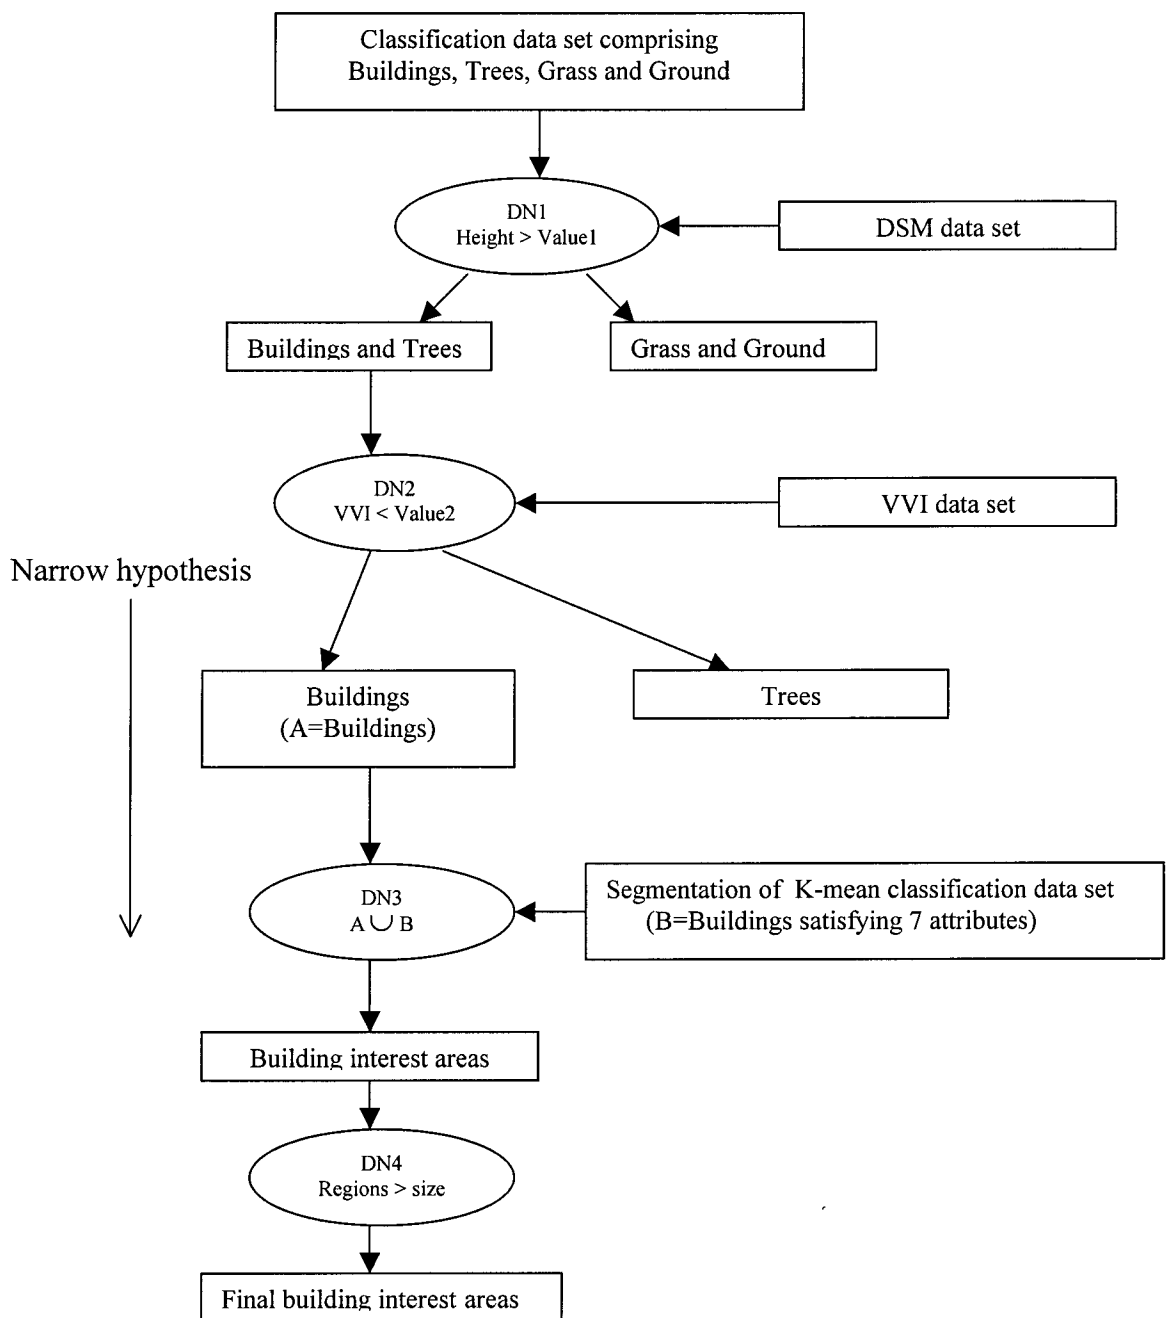 Classification data set comprising
Buildings, Trees, Grass and Ground
DN1
Height > Value1
DSM data set
Buildings and Trees
Grass and Ground
DN2
VVI < Value2
VVI data set
Narrow hypothesis
Buildings
(A=Buildings)
Trees
DN3
A ∪ B
Segmentation of K-mean classification data set
(B=Buildings satisfying 7 attributes)
Building interest areas
DN4
Regions > size
Final building interest areas